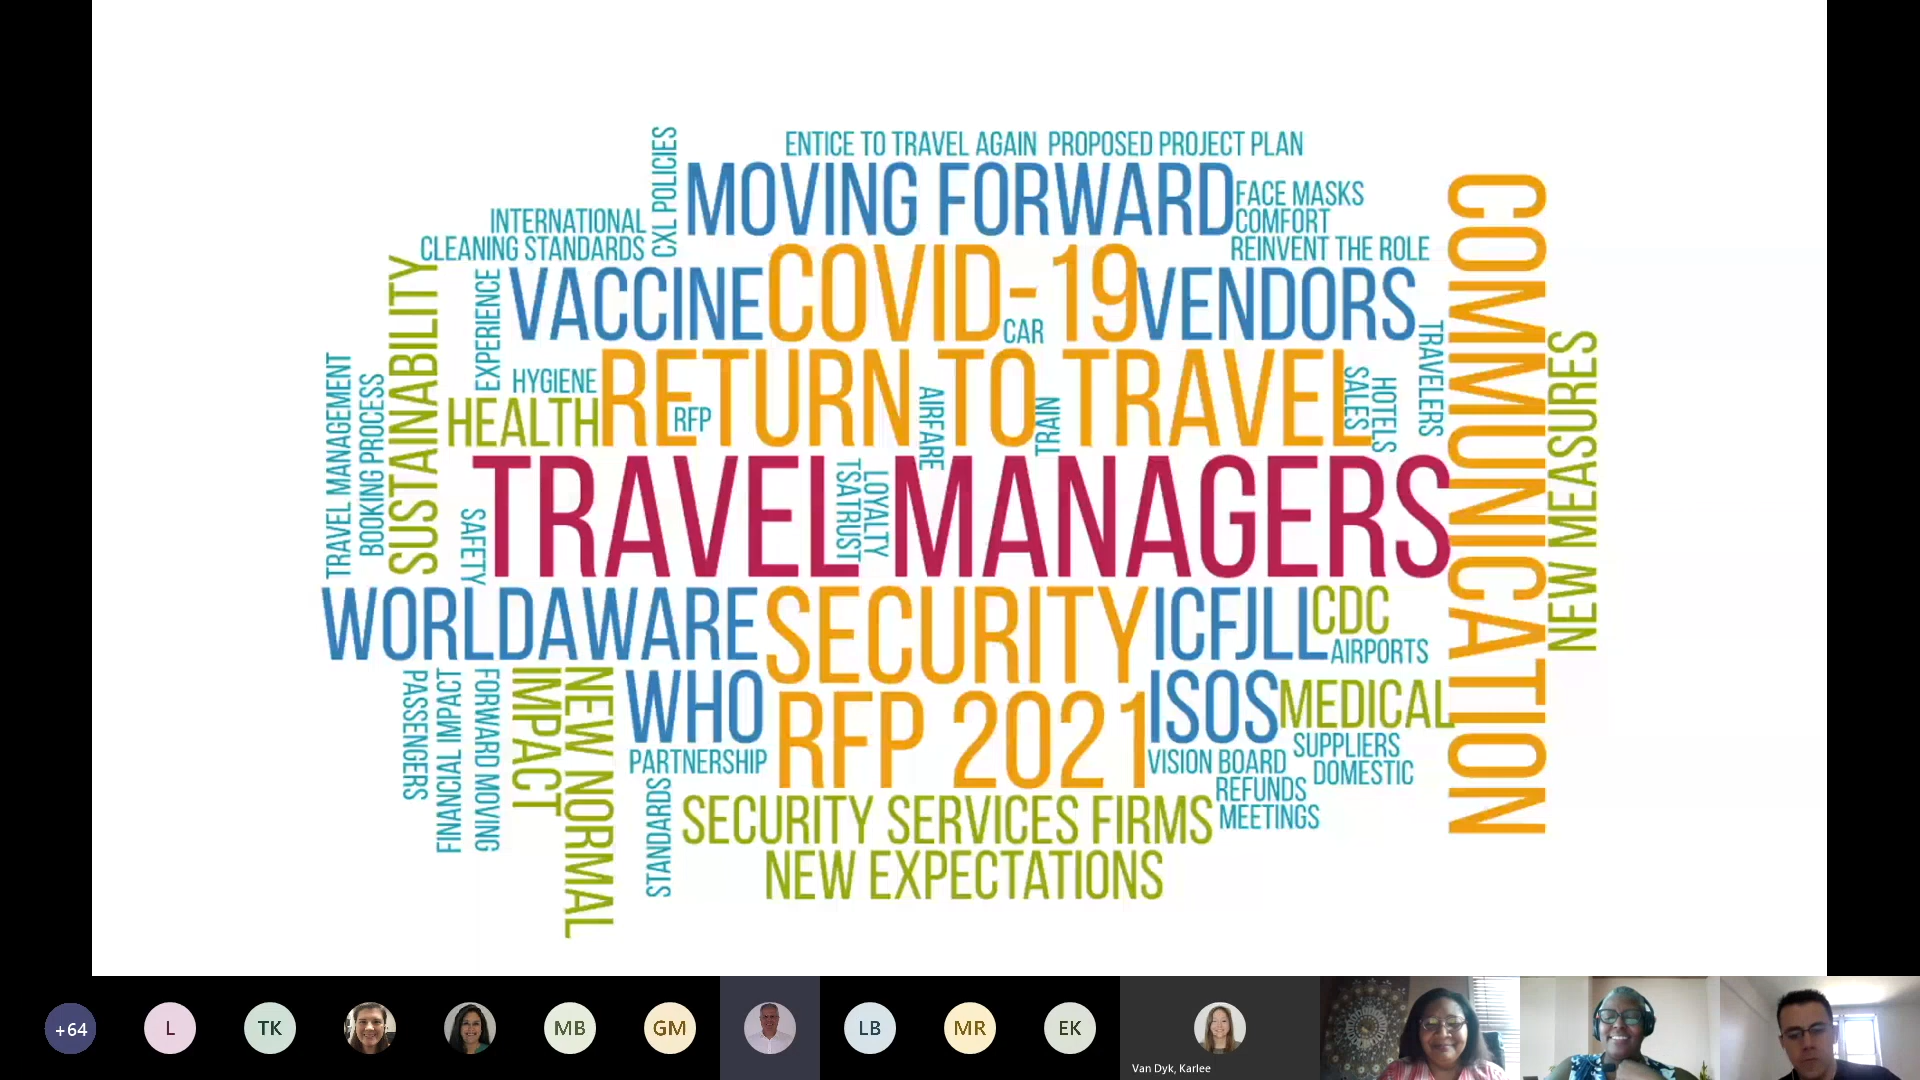 ENTICE TO TRAVEL AGAIN
PROPOSED PROJECT PLAN
CXL POLICIES
MOVING FORWARD
FACE MASKS
COMFORT
REINVENT THE ROLE
INTERNATIONAL
CLEANING STANDARDS
COMMUNICATION
SUSTAINABILITY
EXPERIENCE
VACCINE
COVID-19
CAR
VENDORS
TRAVELERS
NEW MEASURES
TRAVEL MANAGEMENT
BOOKING PROCESS
HYGIENE
HEALTH
RETURN TO TRAVEL
RFP
AIRFARE
TRAIN
SALES
HOTELS
SAFETY
TRAVEL MANAGERS
TSATRUST
LOYALTY
WORLDAWARE
SECURITY
ICFJLL
CDC
AIRPORTS
PASSENGERS
FINANCIAL IMPACT
FORWARD MOVING
IMPACT
NEW NORMAL
WHO
PARTNERSHIP
RFP 2021
ISOS
MEDICAL
VISION BOARD
SUPPLIERS
DOMESTIC
REFUNDS
MEETINGS
STANDARDS
SECURITY SERVICES FIRMS
NEW EXPECTATIONS
+64
L
TK
MB
GM
LB
MR
EK
Van Dyk, Karlee